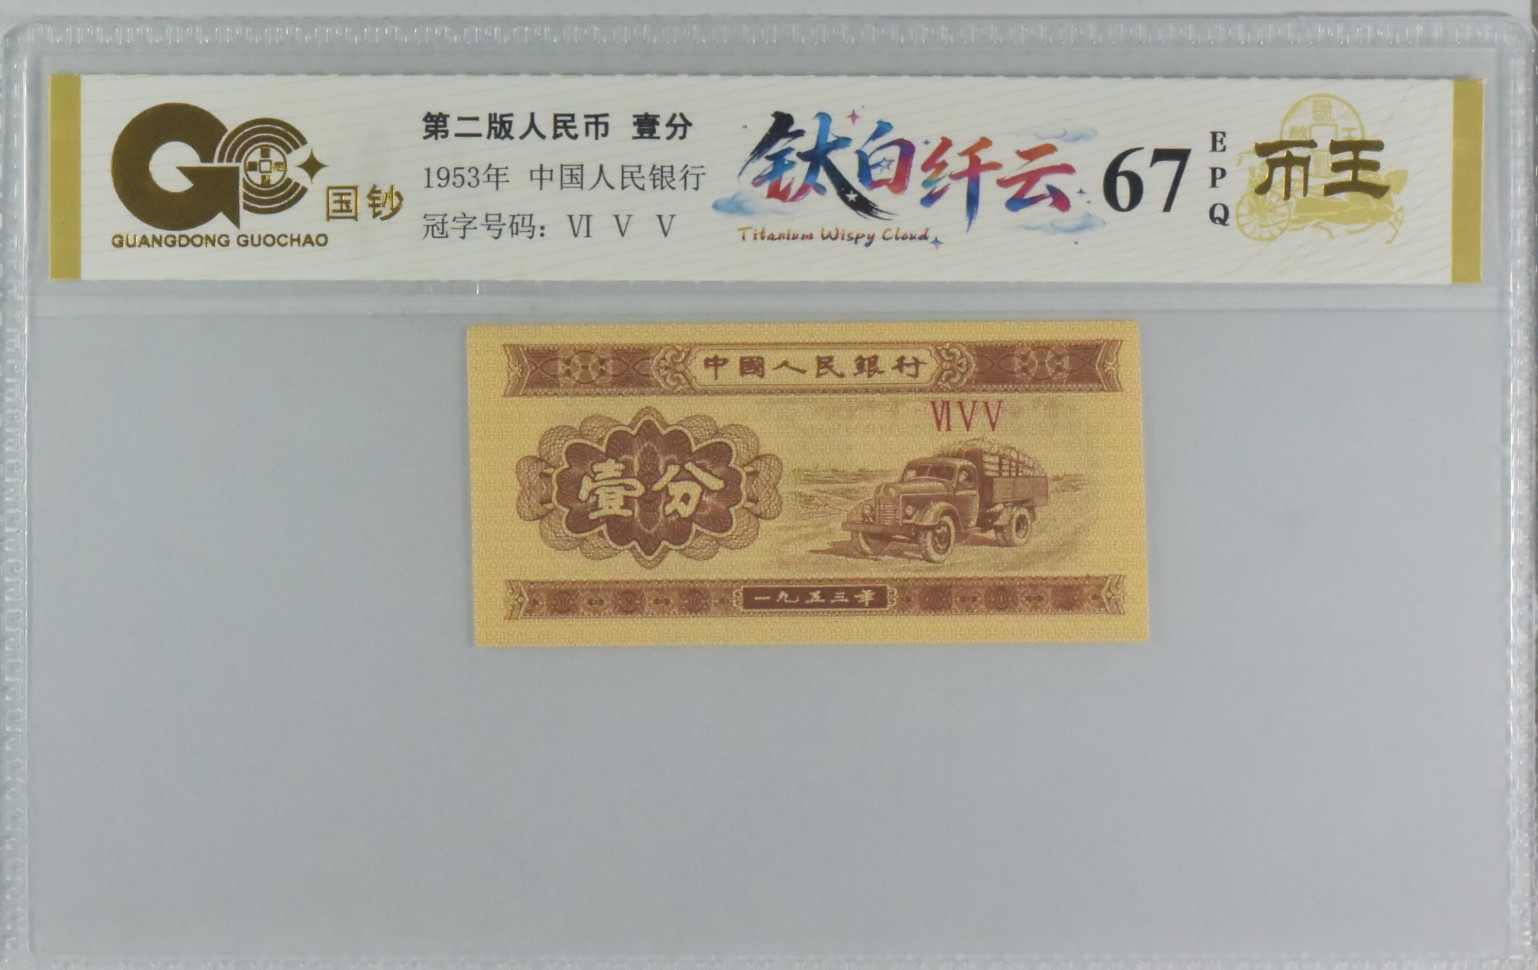 GUANGDONG GUOCHAO
国钞
第二版人民币 壹分
1953年 中国人民银行
冠字号码：Ⅵ Ⅴ Ⅴ
钛白纤云
Titanium Wispy Cloud
67
EPQ
币王
中國人民銀行
ⅥⅤⅤ
壹分
一九五三年